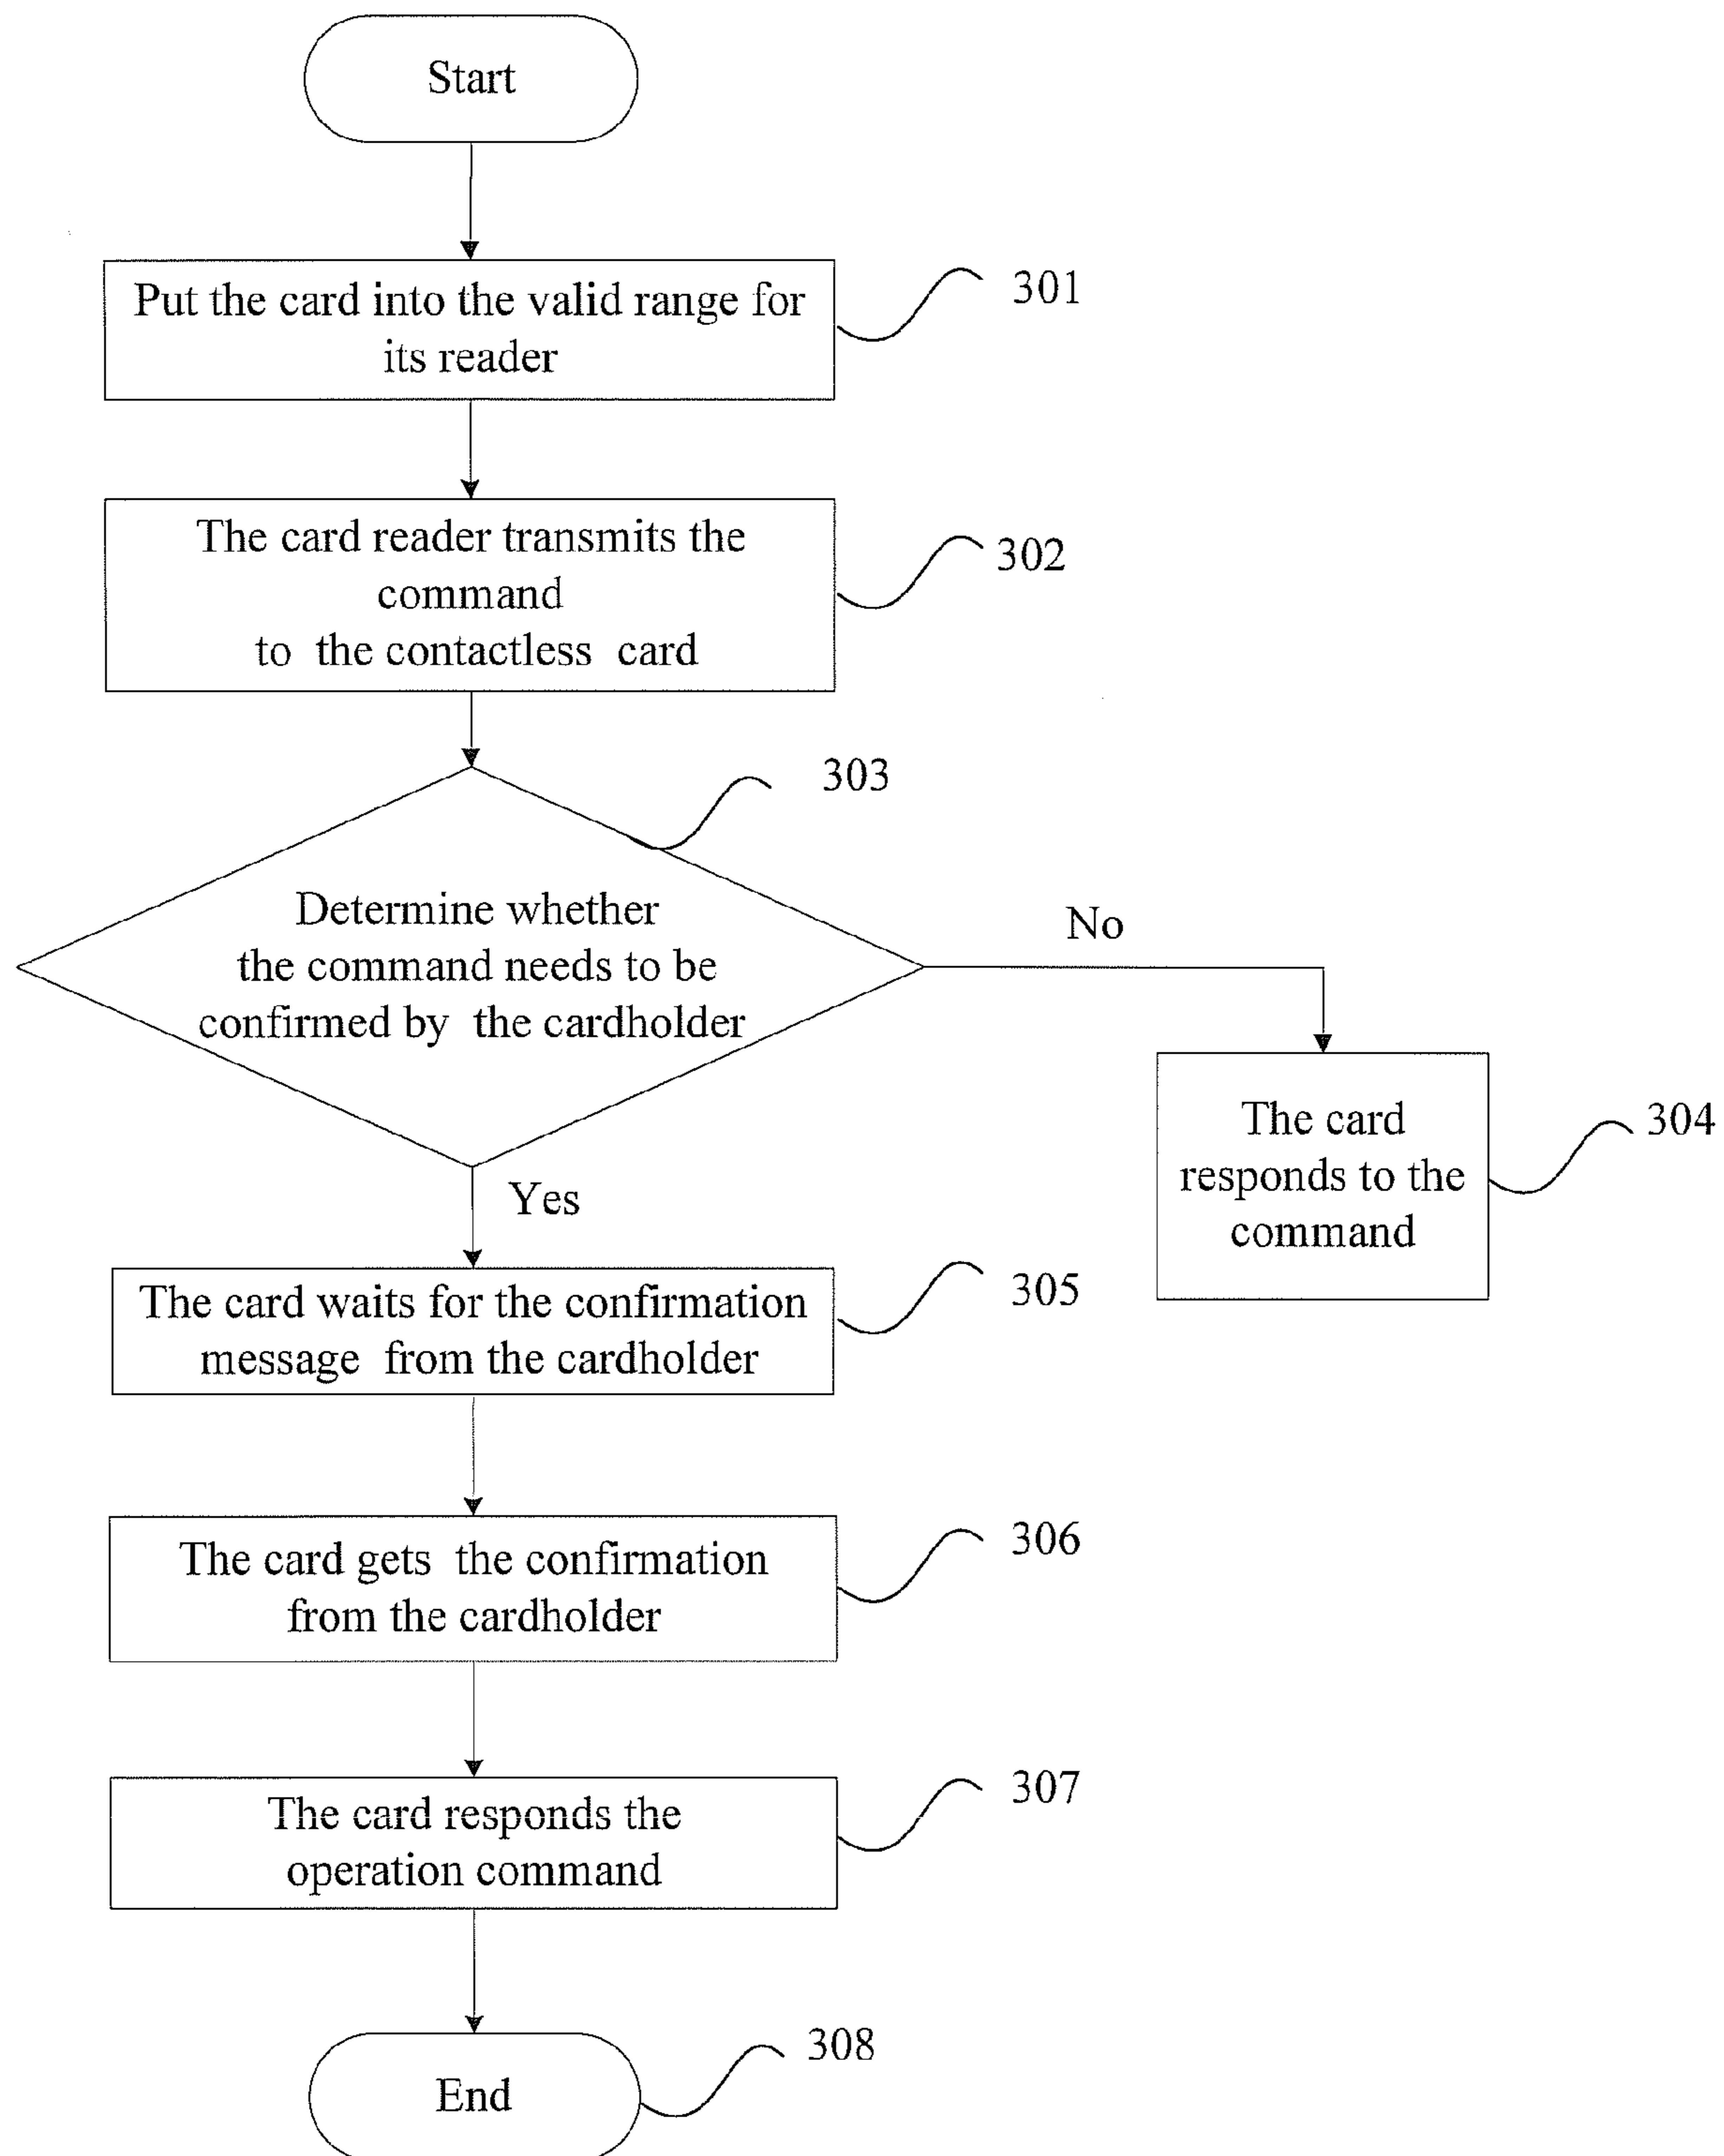 Start
Put the card into the valid range for
its reader
301
The card reader transmits the
command
to the contactless card
302
303
Determine whether
the command needs to be
confirmed by the cardholder
No
The card
responds to the
command
304
Yes
The card waits for the confirmation
message from the cardholder
305
The card gets the confirmation
from the cardholder
306
The card responds the
operation command
307
End
308